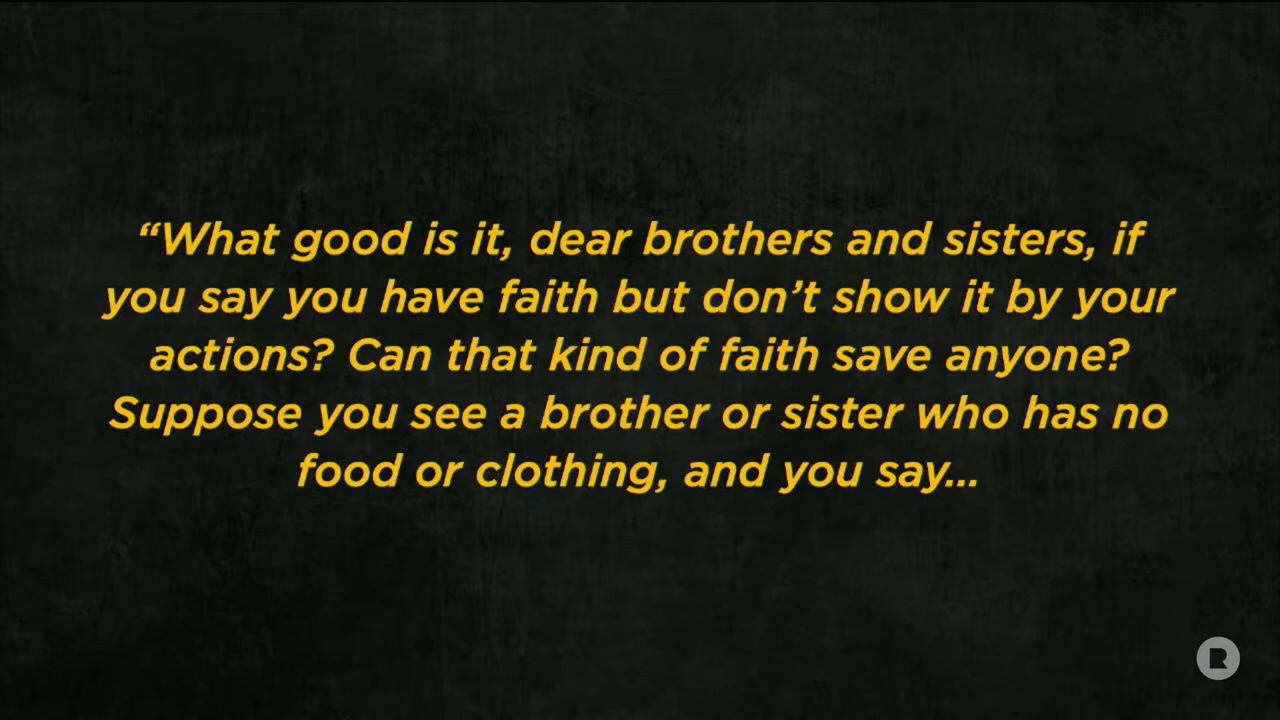 “What good is it, dear brothers and sisters, if
you say you have faith but don’t show it by your
actions? Can that kind of faith save anyone?
Suppose you see a brother or sister who has no
food or clothing, and you say...
R